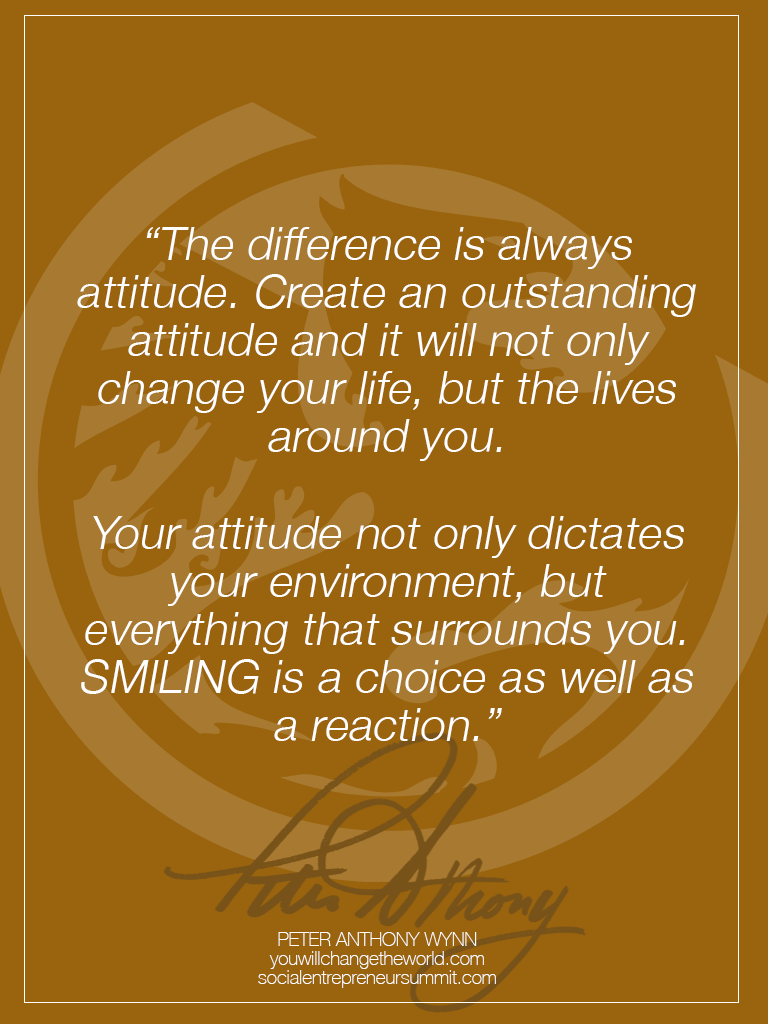 “The difference is always
attitude. Create an outstanding
attitude and it will not only
change your life, but the lives
around you.
Your attitude not only dictates
your environment, but
everything that surrounds you.
SMILING is a choice as well as
a reaction.”
Peter Anthony
PETER ANTHONY WYNN
youwillchangetheworld.com
socialentrepreneursummit.com